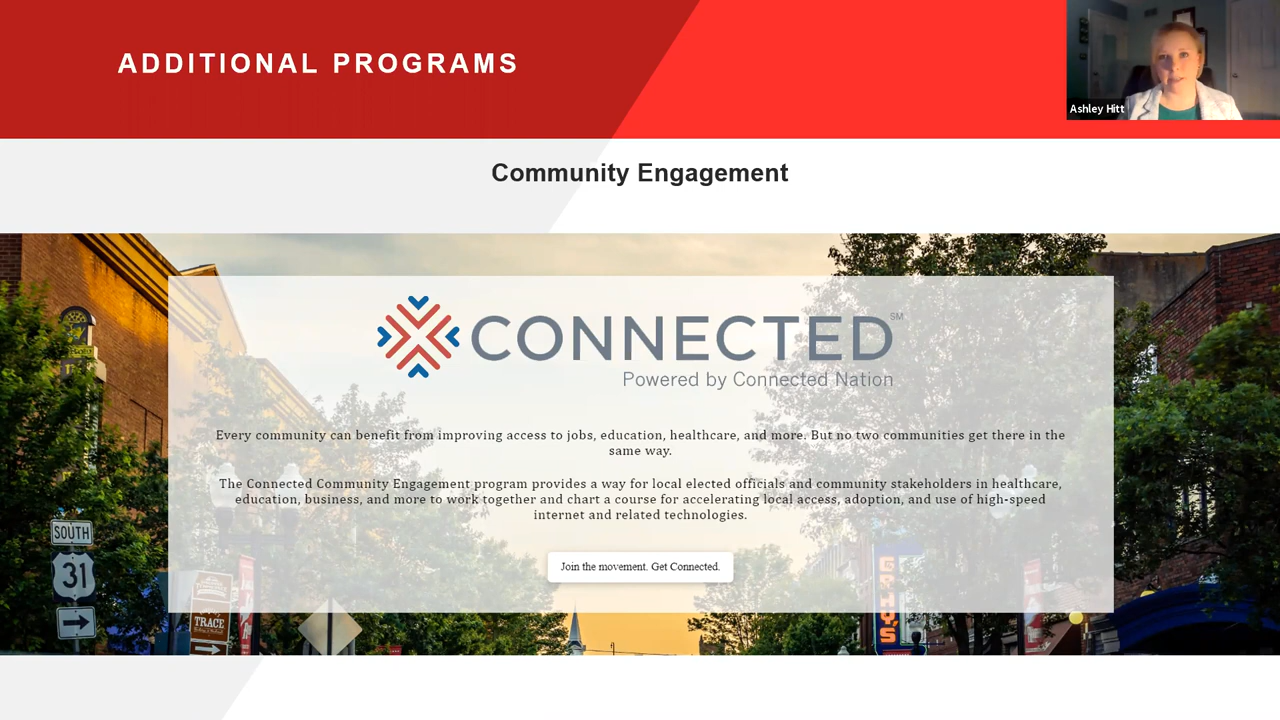 ADDITIONAL PROGRAMS
Ashley Hitt
Community Engagement
CONNECTED SM
Powered by Connected Nation
Every community can benefit from improving access to jobs, education, healthcare, and more. But no two communities get there in the
same way.
The Connected Community Engagement program provides a way for local elected officials and community stakeholders in healthcare,
education, business, and more to work together and chart a course for accelerating local access, adoption, and use of high-speed
internet and related technologies.
Join the movement. Get Connected.
SOUTH
31
TRACE